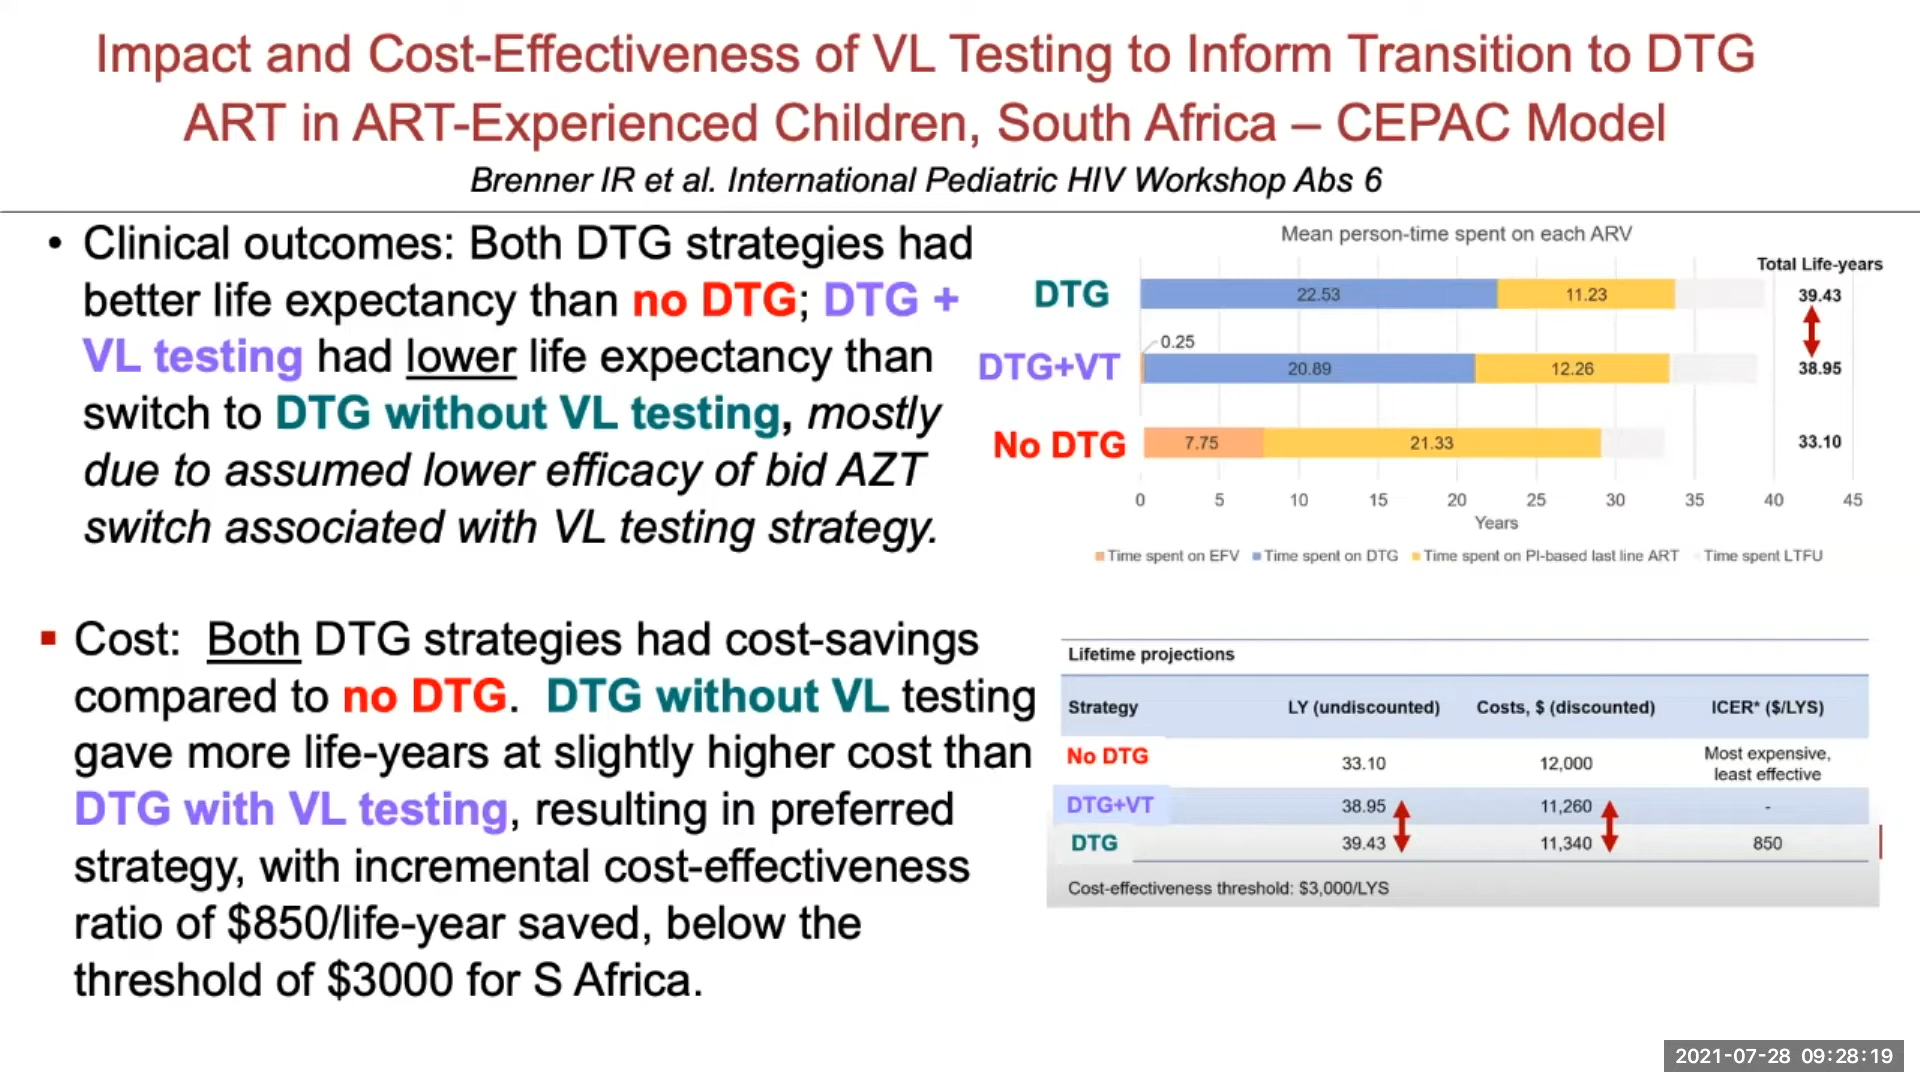 Impact and Cost-Effectiveness of VL Testing to Inform Transition to DTG
ART in ART-Experienced Children, South Africa – CEPAC Model
Brenner IR et al. International Pediatric HIV Workshop Abs 6
• Clinical outcomes: Both DTG strategies had
better life expectancy than no DTG; DTG +
VL testing had lower life expectancy than
switch to DTG without VL testing, mostly
due to assumed lower efficacy of bid AZT
switch associated with VL testing strategy.
▪ Cost: Both DTG strategies had cost-savings
compared to no DTG. DTG without VL testing
gave more life-years at slightly higher cost than
DTG with VL testing, resulting in preferred
strategy, with incremental cost-effectiveness
ratio of $850/life-year saved, below the
threshold of $3000 for S Africa.
Mean person-time spent on each ARV
Total Life-years
DTG 22.53 11.23 39.43
0.25
DTG+VT 20.89 12.26 38.95
No DTG 7.75 21.33 33.10
0 5 10 15 20 25 30 35 40 45
Years
Time spent on EFV Time spent on DTG Time spent on PI-based last line ART Time spent LTFU
Lifetime projections
Strategy LY (undiscounted) Costs, $ (discounted) ICER* ($/LYS)
No DTG 33.10 12,000 Most expensive,
least effective
DTG+VT 38.95 11,260 -
DTG 39.43 11,340 850
Cost-effectiveness threshold: $3,000/LYS
2021-07-28 09:28:19